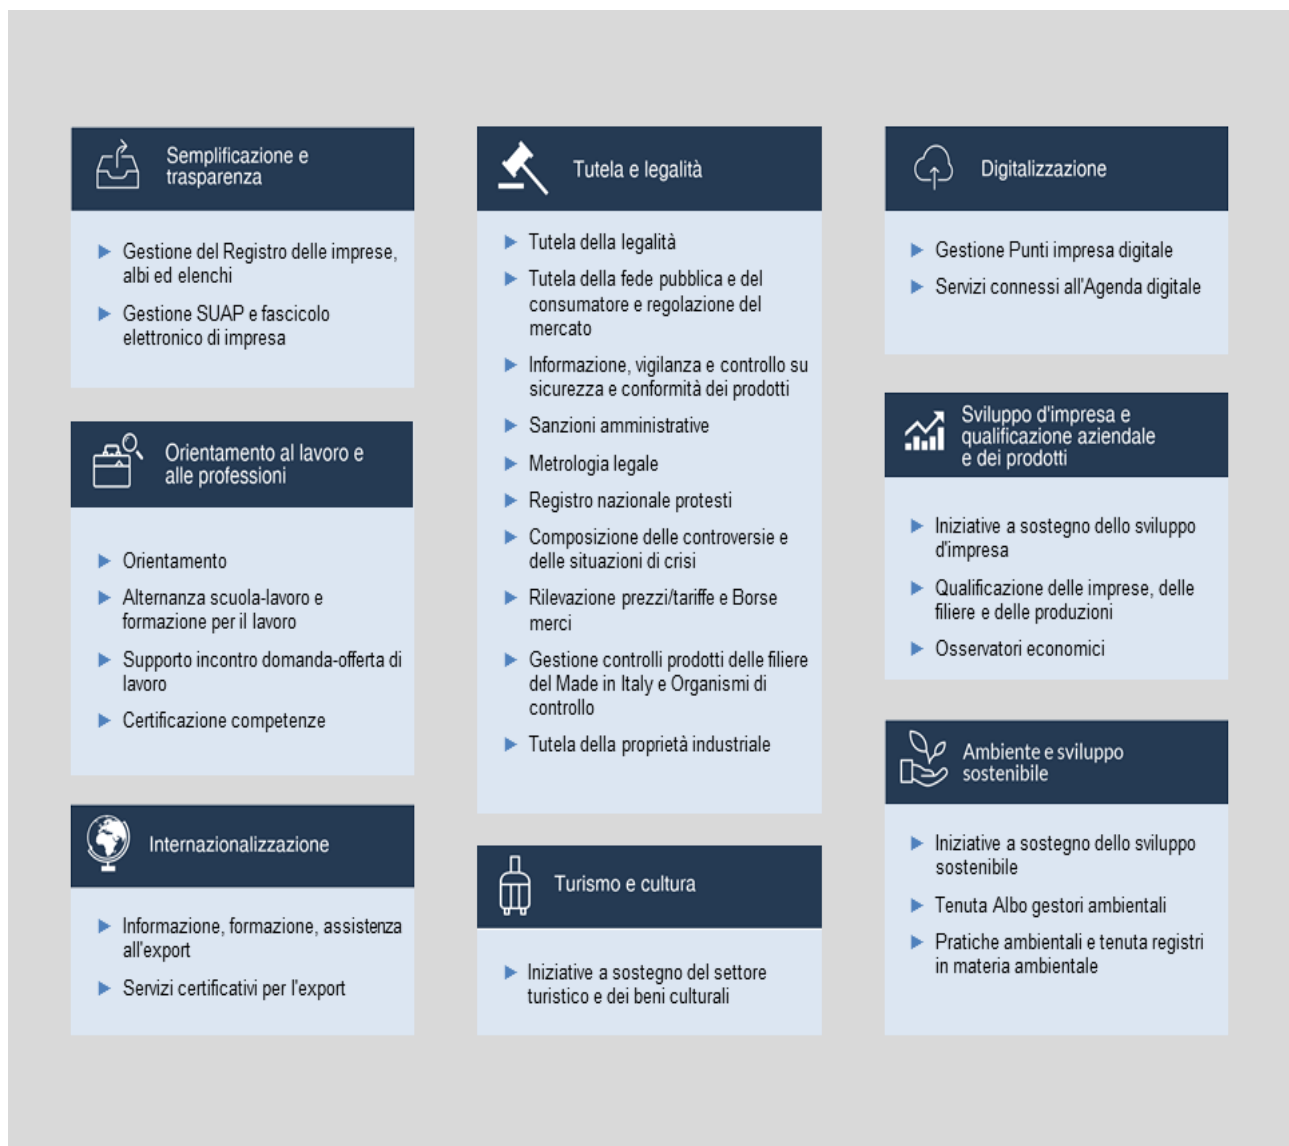 Semplificazione e
trasparenza
Gestione del Registro delle imprese,
albi ed elenchi
Gestione SUAP e fascicolo
elettronico di impresa
Orientamento al lavoro e
alle professioni
Orientamento
Alternanza scuola-lavoro e
formazione per il lavoro
Supporto incontro domanda-offerta di
lavoro
Certificazione competenze
Internazionalizzazione
Informazione, formazione, assistenza
all'export
Servizi certificativi per l'export
Tutela e legalità
Tutela della legalità
Tutela della fede pubblica e del
consumatore e regolazione del
mercato
Informazione, vigilanza e controllo su
sicurezza e conformità dei prodotti
Sanzioni amministrative
Metrologia legale
Registro nazionale protesti
Composizione delle controversie e
delle situazioni di crisi
Rilevazione prezzi/tariffe e Borse
merci
Gestione controlli prodotti delle filiere
del Made in Italy e Organismi di
controllo
Tutela della proprietà industriale
Turismo e cultura
Iniziative a sostegno del settore
turistico e dei beni culturali
Digitalizzazione
Gestione Punti impresa digitale
Servizi connessi all'Agenda digitale
Sviluppo d'impresa e
qualificazione aziendale
e dei prodotti
Iniziative a sostegno dello sviluppo
d'impresa
Qualificazione delle imprese, delle
filiere e delle produzioni
Osservatori economici
Ambiente e sviluppo
sostenibile
Iniziative a sostegno dello sviluppo
sostenibile
Tenuta Albo gestori ambientali
Pratiche ambientali e tenuta registri
in materia ambientale